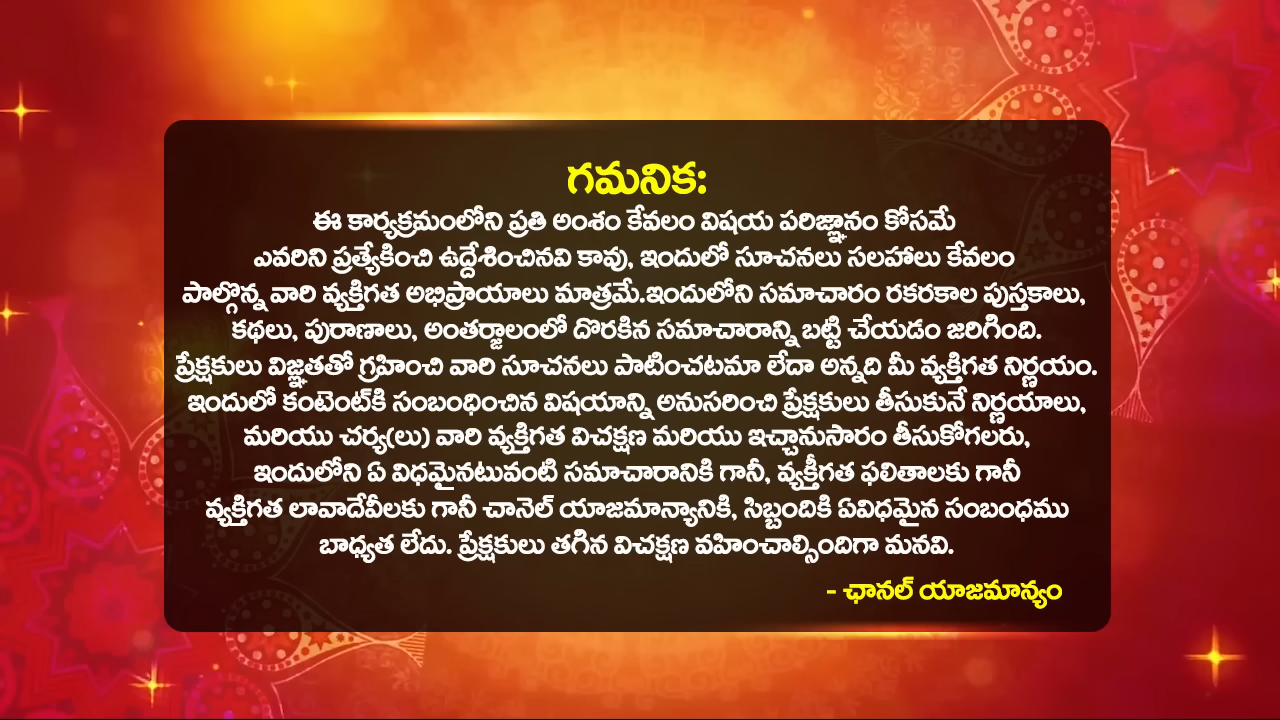 గమనిక:
ఈ కార్యక్రమంలోని ప్రతి అంశం కేవలం విషయ పరిజ్ఞానం కోసమే
ఎవరిని ప్రత్యేకించి ఉద్దేశించినవి కావు, ఇందులో సూచనలు సలహాలు కేవలం
పాల్గొన్న వారి వ్యక్తిగత అభిప్రాయాలు మాత్రమే.ఇందులోని సమాచారం రకరకాల పుస్తకాలు,
కథలు, పురాణాలు, అంతర్జాలంలో దొరకిన సమాచారాన్ని బట్టి చేయడం జరిగింది.
ప్రేక్షకులు విజ్ఞతతో గ్రహించి వారి సూచనలు పాటించటమా లేదా అన్నది మీ వ్యక్తిగత నిర్ణయం.
ఇందులో కంటెంట్‌కి సంబంధించిన విషయాన్ని అనుసరించి ప్రేక్షకులు తీసుకునే నిర్ణయాలు,
మరియు చర్య(లు) వారి వ్యక్తిగత విచక్షణ మరియు ఇచ్చానుసారం తీసుకోగలరు,
ఇందులోని ఏ విధమైనటువంటి సమాచారానికి గానీ, వ్యక్తీగత ఫలితాలకు గానీ
వ్యక్తిగత లావాదేవీలకు గానీ చానెల్ యాజమాన్యానికి, సిబ్బందికి ఏవిధమైన సంబంధము
బాధ్యత లేదు. ప్రేక్షకులు తగిన విచక్షణ వహించాల్సిందిగా మనవి.
- ఛానల్ యాజమాన్యం